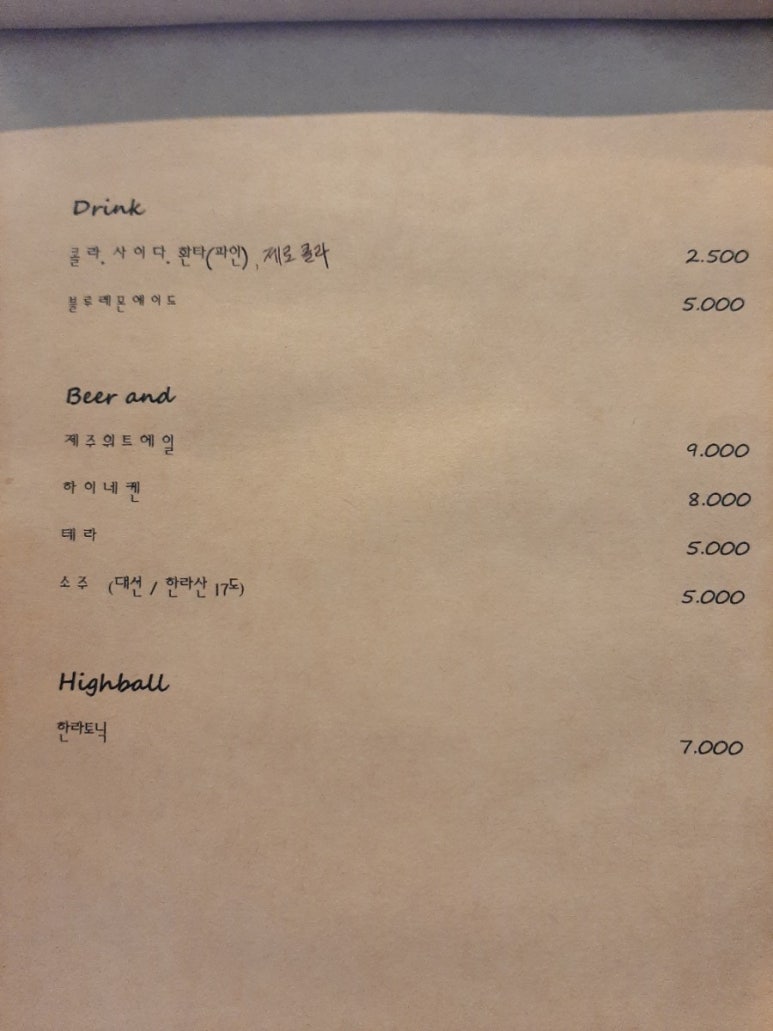 Drink
콜라. 사이다. 환타(파인), 제로콜라 2.500
블루레몬에이드 5.000
Beer and
제주위트에일 9.000
하이네켄 8.000
테라 5.000
소주 (대선 / 한라산 17도) 5.000
Highball
한라토닉 7.000